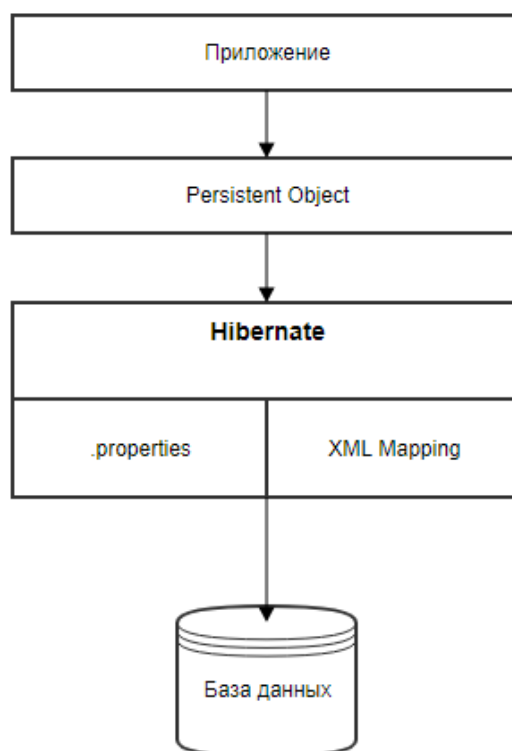 Приложение
Persistent Object
Hibernate
.properties
XML Mapping
База данных